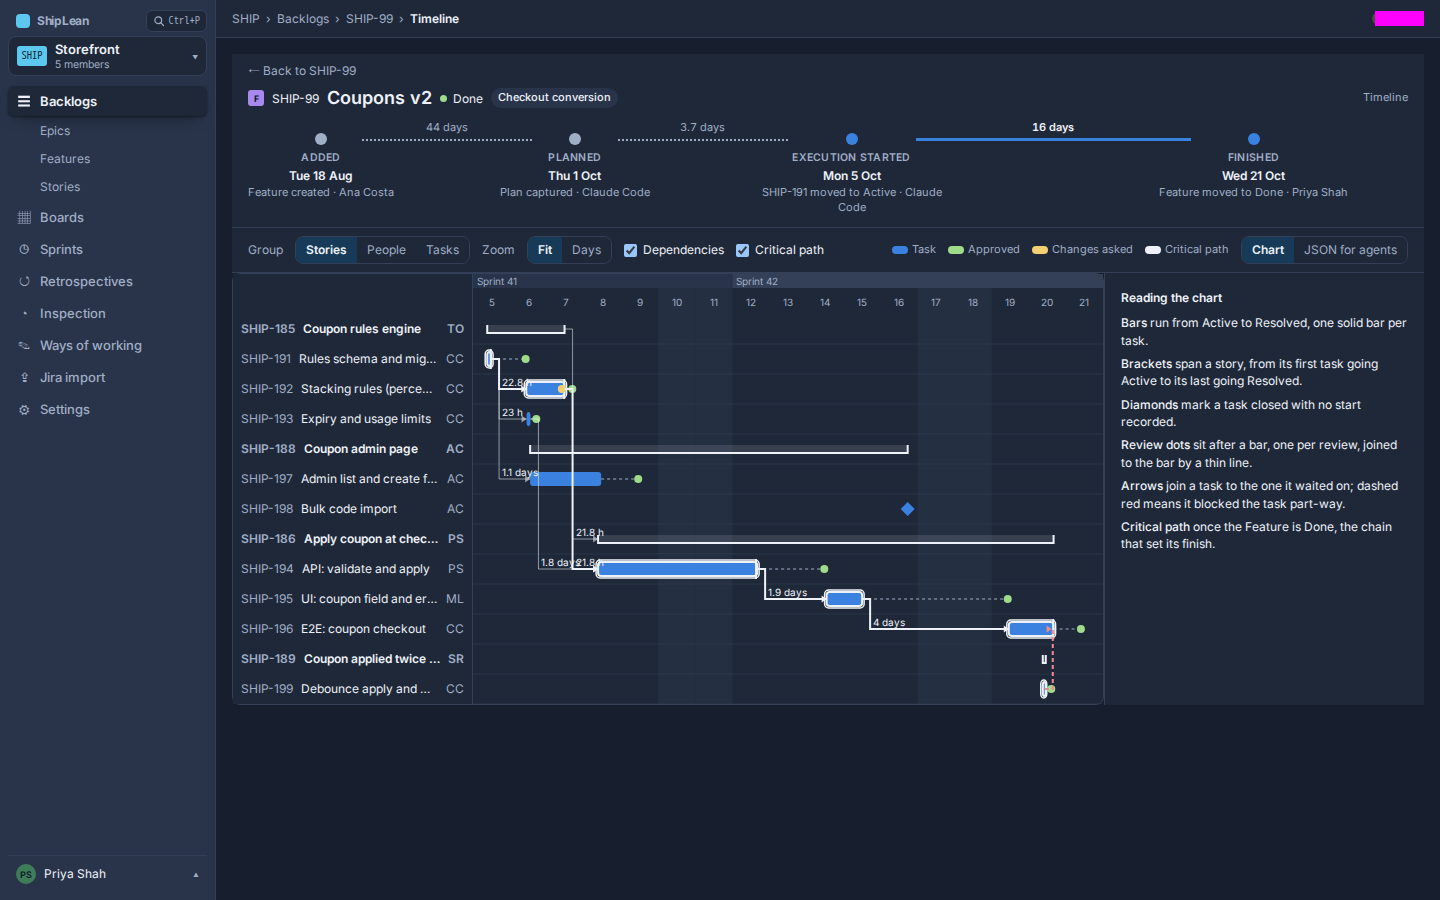 ShipLean
Ctrl+P
SHIP
Storefront
5 members
Backlogs
Epics
Features
Stories
Boards
Sprints
Retrospectives
Inspection
Ways of working
Jira import
Settings
PS
Priya Shah
SHIP › Backlogs › SHIP-99 › Timeline
← Back to SHIP-99
F SHIP-99 Coupons v2 Done Checkout conversion
Timeline
44 days
3.7 days
16 days
ADDED
Tue 18 Aug
Feature created · Ana Costa
PLANNED
Thu 1 Oct
Plan captured · Claude Code
EXECUTION STARTED
Mon 5 Oct
SHIP-191 moved to Active · Claude
Code
FINISHED
Wed 21 Oct
Feature moved to Done · Priya Shah
Group Stories People Tasks Zoom Fit Days Dependencies Critical path
Task Approved Changes asked Critical path Chart JSON for agents
Sprint 41 Sprint 42
5 6 7 8 9 10 11 12 13 14 15 16 17 18 19 20 21
SHIP-185 Coupon rules engine TO
SHIP-191 Rules schema and mig... CC
SHIP-192 Stacking rules (perce... CC
22.8
SHIP-193 Expiry and usage limits CC
23 h
SHIP-188 Coupon admin page AC
SHIP-197 Admin list and create f... AC
1.1 days
SHIP-198 Bulk code import AC
SHIP-186 Apply coupon at chec... PS
21.8 h
SHIP-194 API: validate and apply PS
1.8 days
21.8
SHIP-195 UI: coupon field and er... ML
1.9 days
SHIP-196 E2E: coupon checkout CC
4 days
SHIP-189 Coupon applied twice ... SR
SHIP-199 Debounce apply and ... CC
Reading the chart
Bars run from Active to Resolved, one solid bar per
task.
Brackets span a story, from its first task going
Active to its last going Resolved.
Diamonds mark a task closed with no start
recorded.
Review dots sit after a bar, one per review, joined
to the bar by a thin line.
Arrows join a task to the one it waited on; dashed
red means it blocked the task part-way.
Critical path once the Feature is Done, the chain
that set its finish.